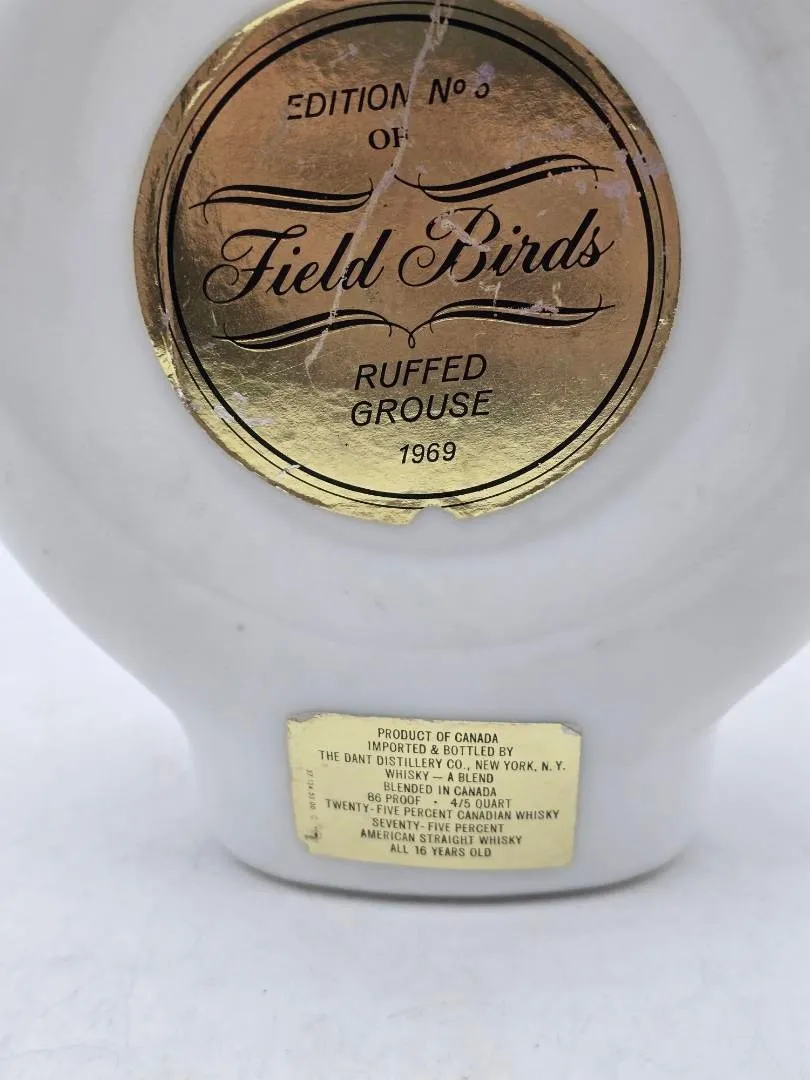 EDITION Nº
OF
Field Birds
RUFFED
GROUSE
1969
PRODUCT OF CANADA
IMPORTED & BOTTLED BY
THE DANT DISTILLERY CO., NEW YORK, N. Y.
WHISKY — A BLEND
BLENDED IN CANADA
86 PROOF • 4/5 QUART
TWENTY-FIVE PERCENT CANADIAN WHISKY
SEVENTY-FIVE PERCENT
AMERICAN STRAIGHT WHISKY
ALL 16 YEARS OLD